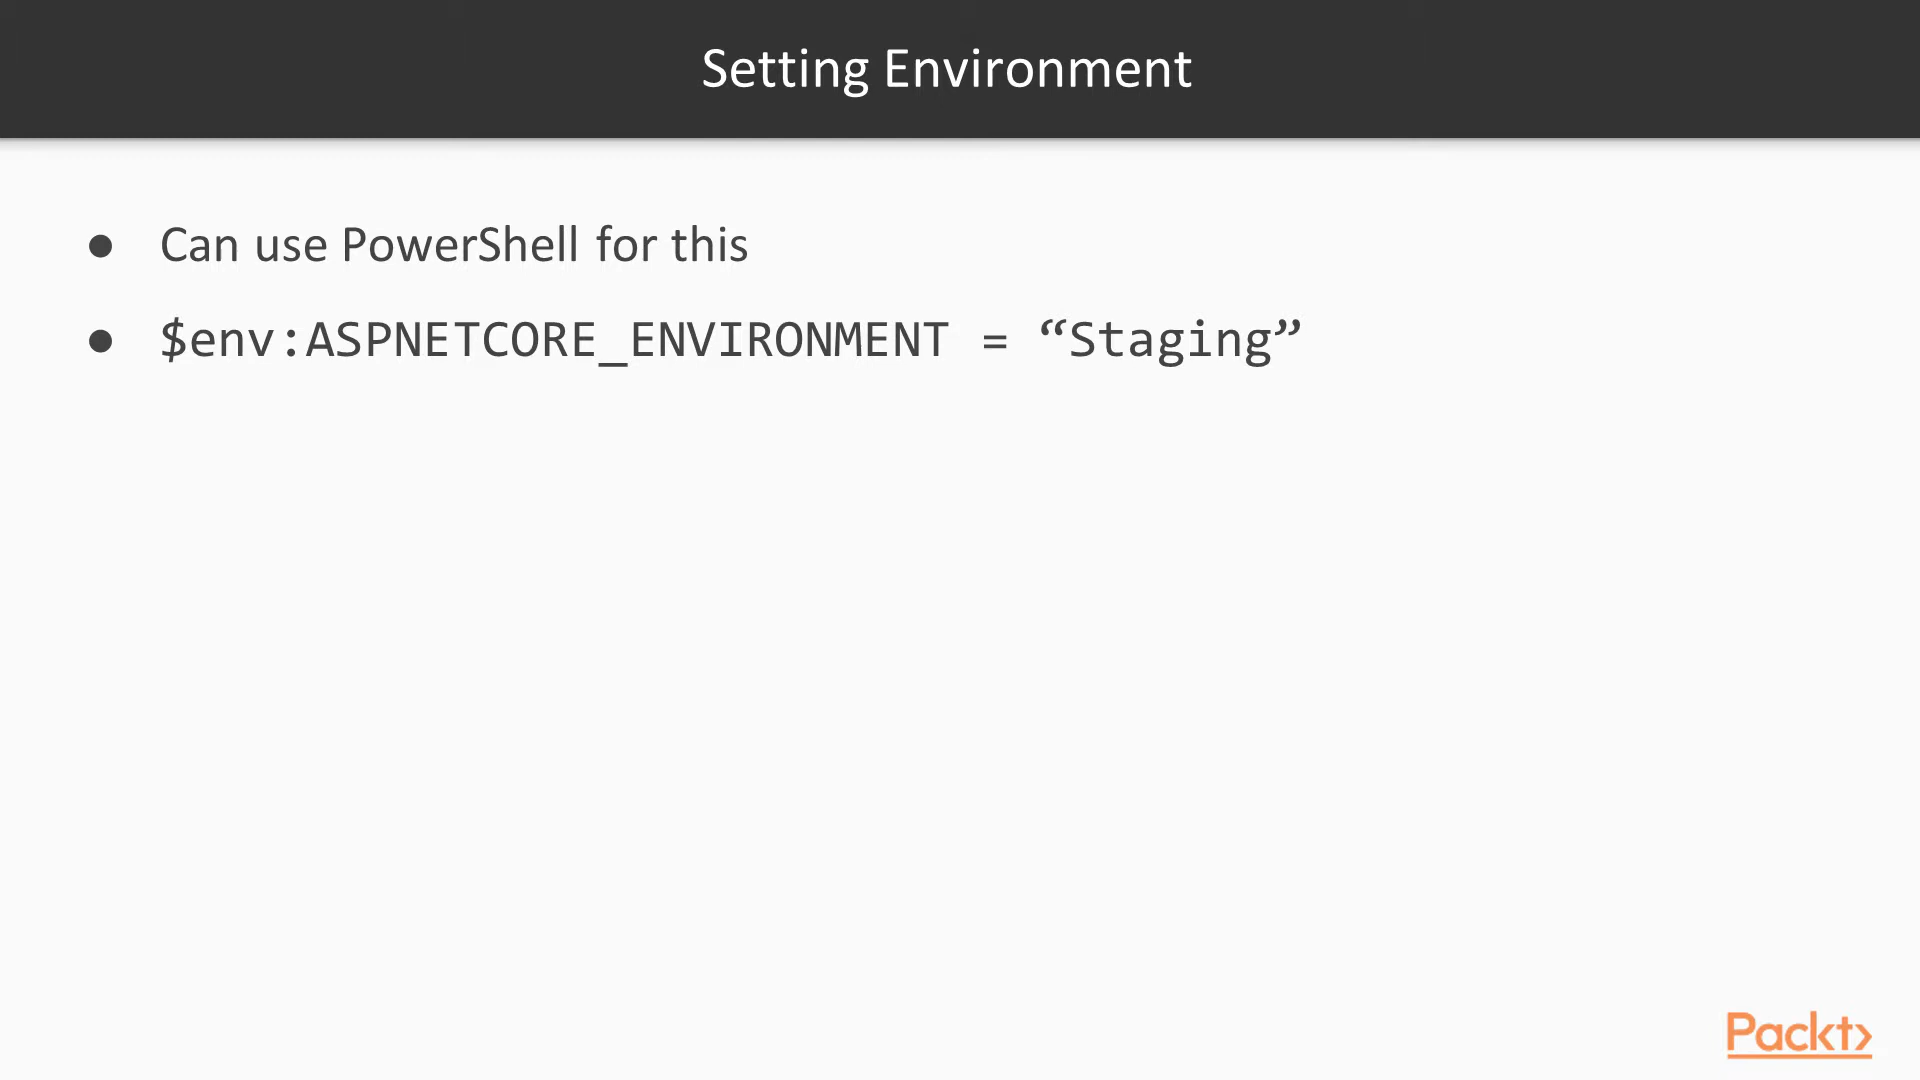 Setting Environment
● Can use PowerShell for this
● $env:ASPNETCORE_ENVIRONMENT = “Staging”
Packt>